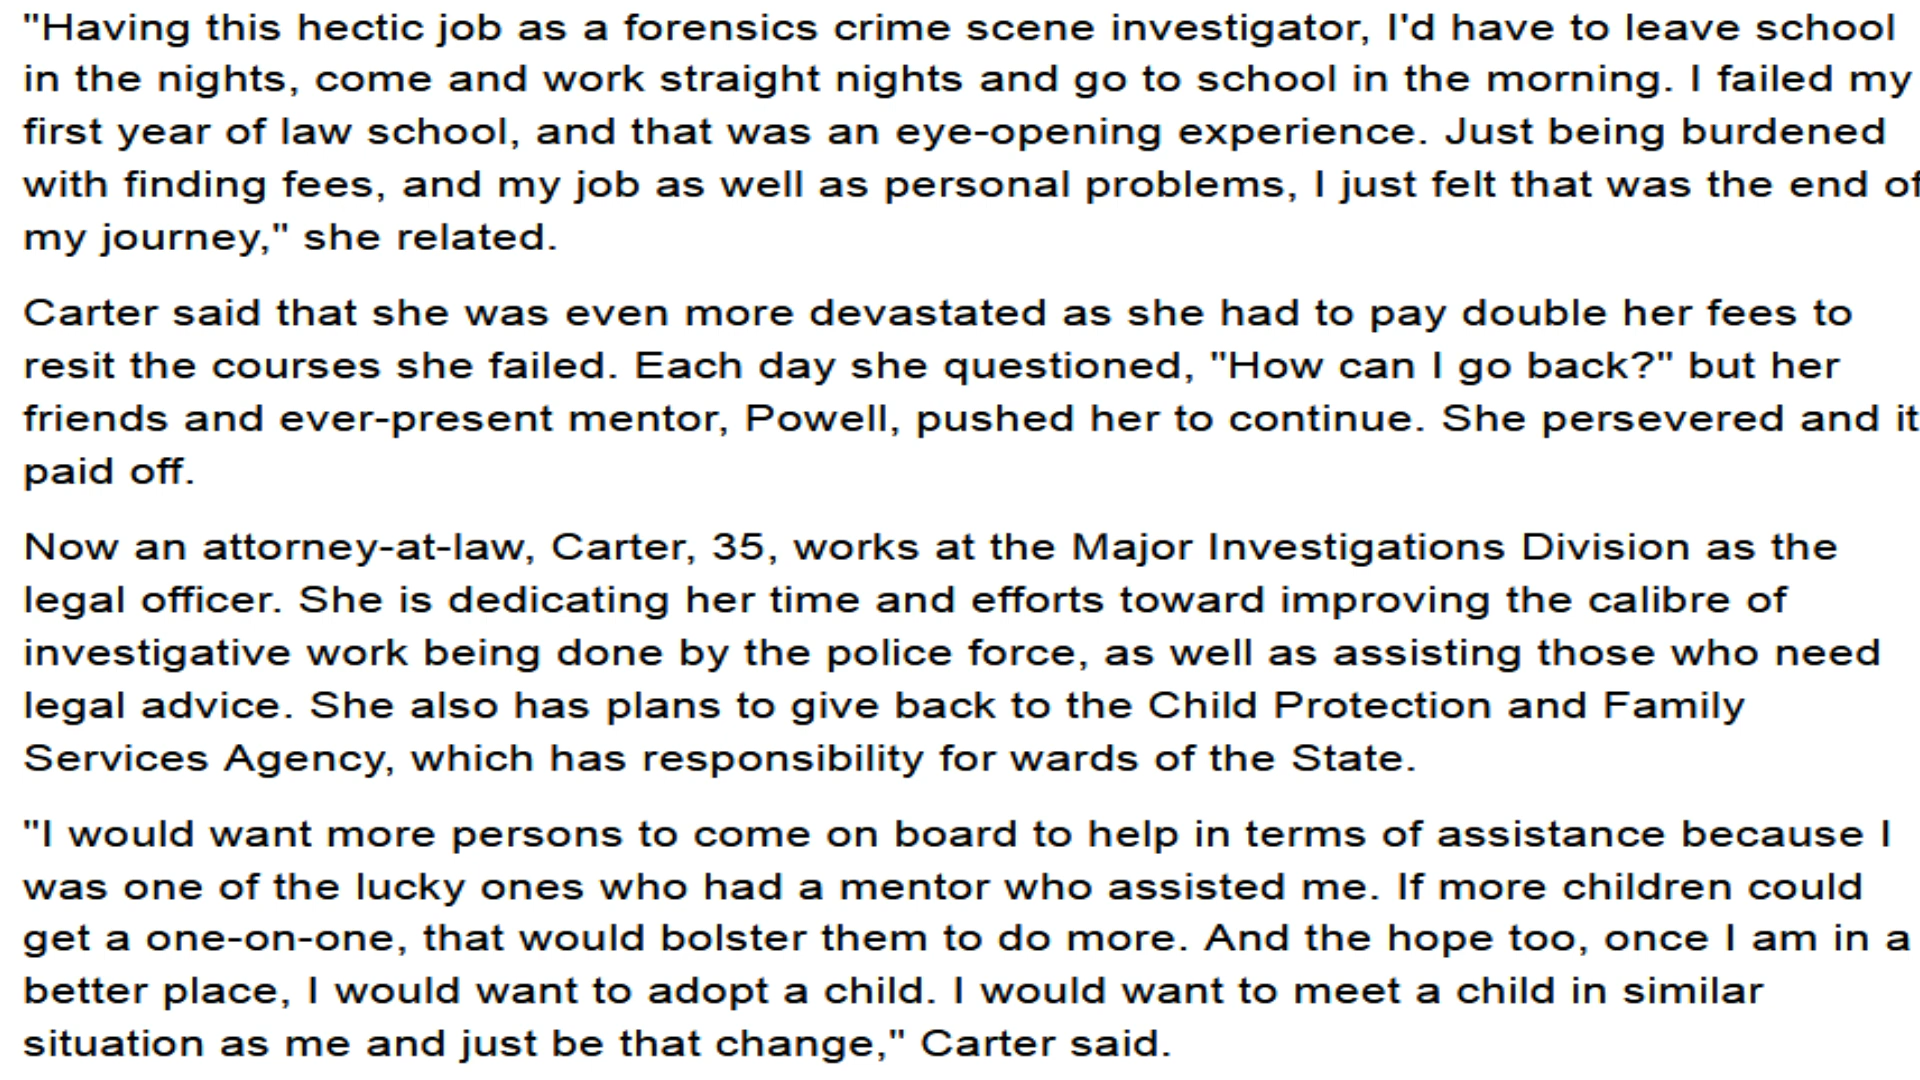 "Having this hectic job as a forensics crime scene investigator, I'd have to leave school
in the nights, come and work straight nights and go to school in the morning. I failed my
first year of law school, and that was an eye-opening experience. Just being burdened
with finding fees, and my job as well as personal problems, I just felt that was the end of
my journey," she related.
Carter said that she was even more devastated as she had to pay double her fees to
resit the courses she failed. Each day she questioned, "How can I go back?" but her
friends and ever-present mentor, Powell, pushed her to continue. She persevered and it
paid off.
Now an attorney-at-law, Carter, 35, works at the Major Investigations Division as the
legal officer. She is dedicating her time and efforts toward improving the calibre of
investigative work being done by the police force, as well as assisting those who need
legal advice. She also has plans to give back to the Child Protection and Family
Services Agency, which has responsibility for wards of the State.
"I would want more persons to come on board to help in terms of assistance because I
was one of the lucky ones who had a mentor who assisted me. If more children could
get a one-on-one, that would bolster them to do more. And the hope too, once I am in a
better place, I would want to adopt a child. I would want to meet a child in similar
situation as me and just be that change," Carter said.